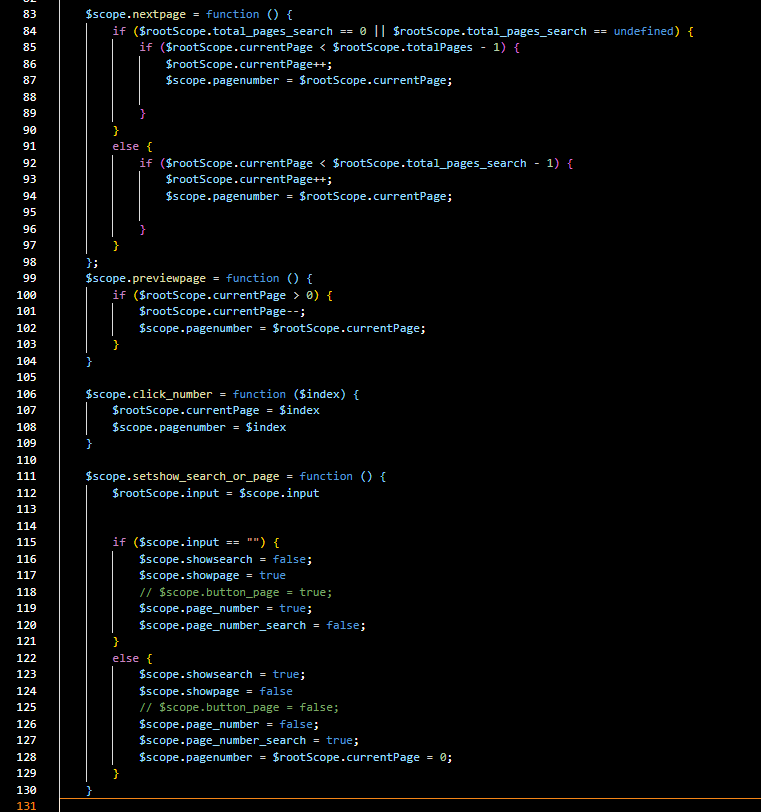 83 $scope.nextpage = function () {
84 if ($rootScope.total_pages_search == 0 || $rootScope.total_pages_search == undefined) {
85 if ($rootScope.currentPage < $rootScope.totalPages - 1) {
86 $rootScope.currentPage++;
87 $scope.pagenumber = $rootScope.currentPage;
88
89 }
90 }
91 else {
92 if ($rootScope.currentPage < $rootScope.total_pages_search - 1) {
93 $rootScope.currentPage++;
94 $scope.pagenumber = $rootScope.currentPage;
95
96 }
97 }
98 };
99 $scope.previewpage = function () {
100 if ($rootScope.currentPage > 0) {
101 $rootScope.currentPage--;
102 $scope.pagenumber = $rootScope.currentPage;
103 }
104 }
105
106 $scope.click_number = function ($index) {
107 $rootScope.currentPage = $index
108 $scope.pagenumber = $index
109 }
110
111 $scope.setshow_search_or_page = function () {
112 $rootScope.input = $scope.input
113
114
115 if ($scope.input == "") {
116 $scope.showsearch = false;
117 $scope.showpage = true
118 // $scope.button_page = true;
119 $scope.page_number = true;
120 $scope.page_number_search = false;
121 }
122 else {
123 $scope.showsearch = true;
124 $scope.showpage = false
125 // $scope.button_page = false;
126 $scope.page_number = false;
127 $scope.page_number_search = true;
128 $scope.pagenumber = $rootScope.currentPage = 0;
129 }
130 }
131